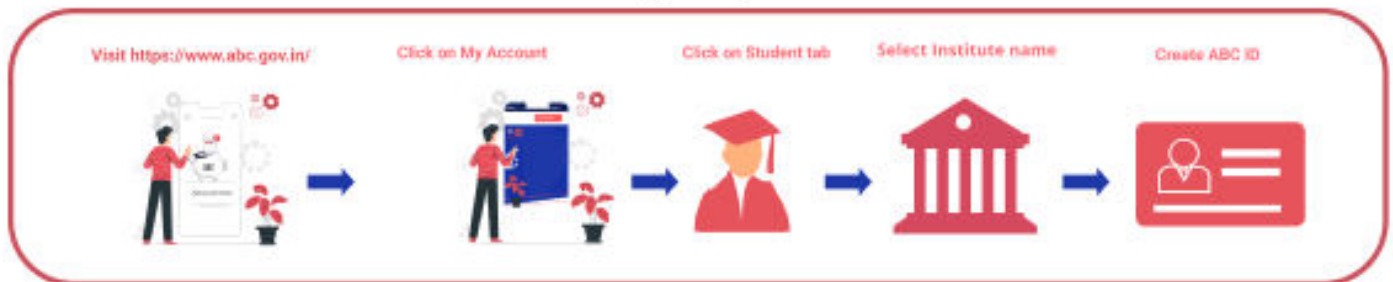 Visit https://www.abc.gov.in/
Click on My Account
Click on Student tab
Select Institute name
Create ABC ID